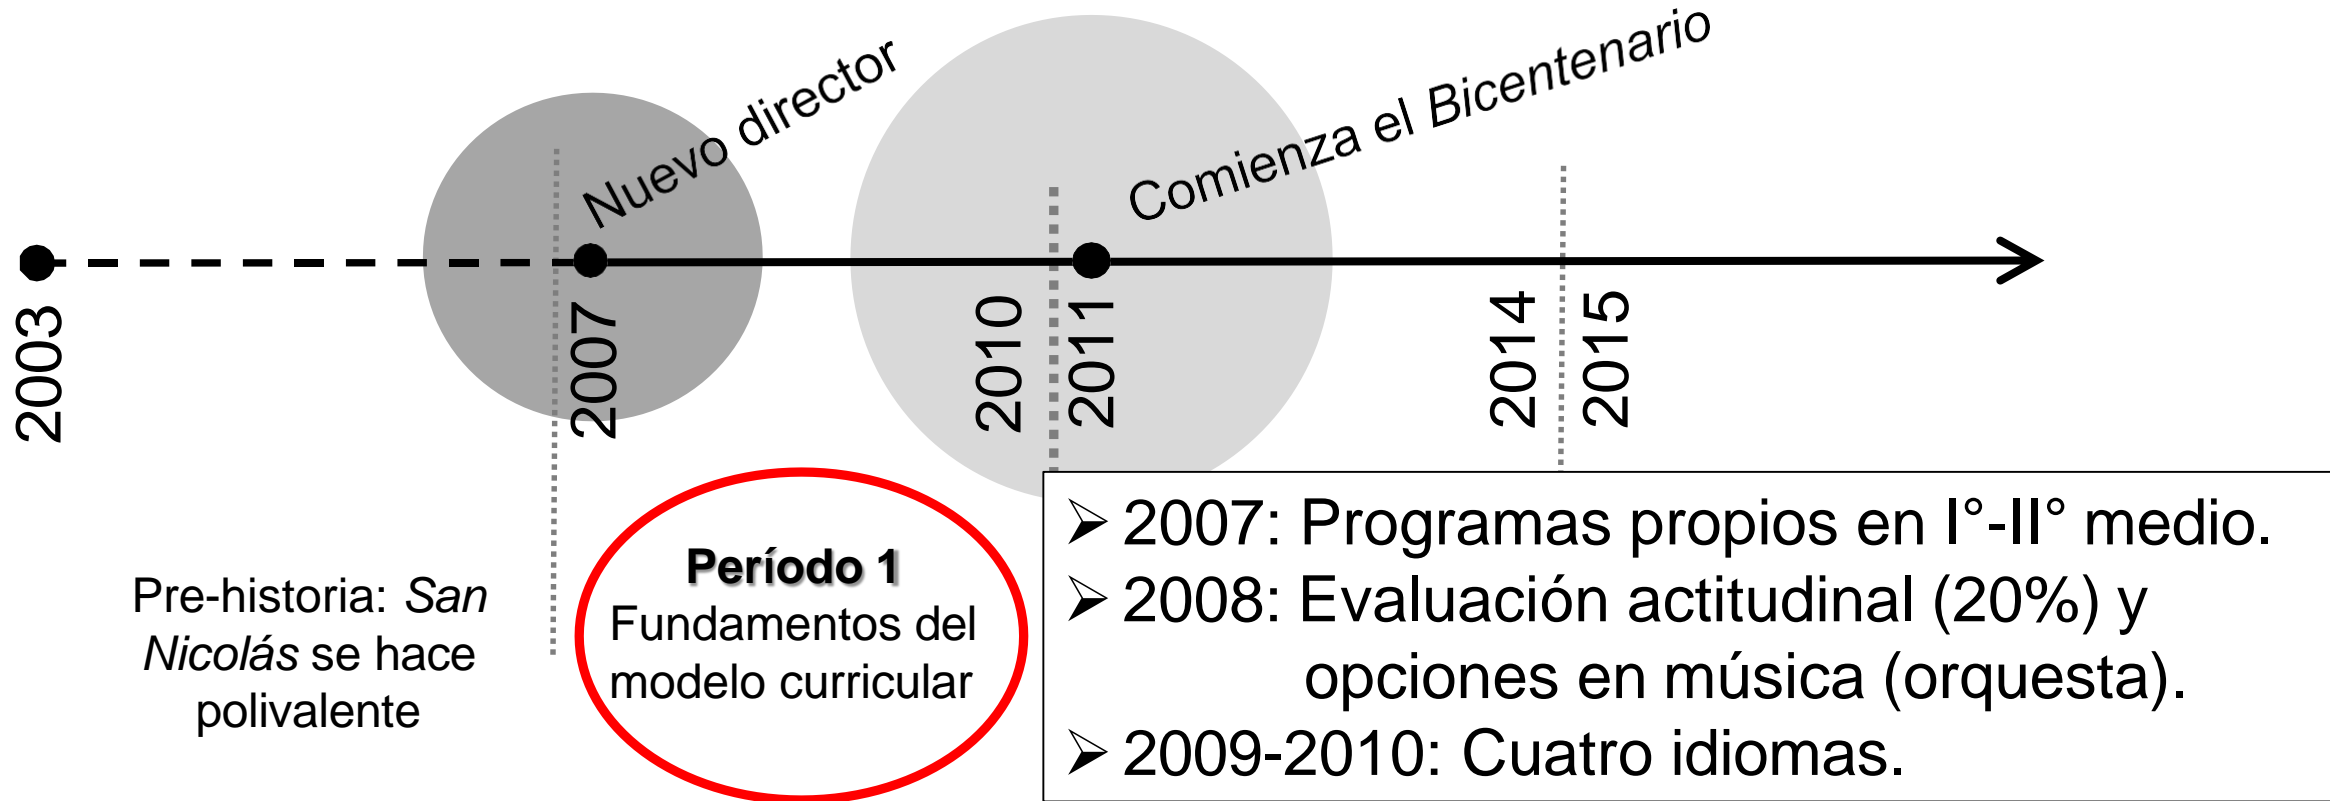 Nuevo director
Comienza el Bicentenario
2003
2007
2010
2011
2014
2015
Pre-historia: San
Nicolás se hace
polivalente
Período 1
Fundamentos del
modelo curricular
➢ 2007: Programas propios en I°-II° medio.
➢ 2008: Evaluación actitudinal (20%) y
opciones en música (orquesta).
➢ 2009-2010: Cuatro idiomas.